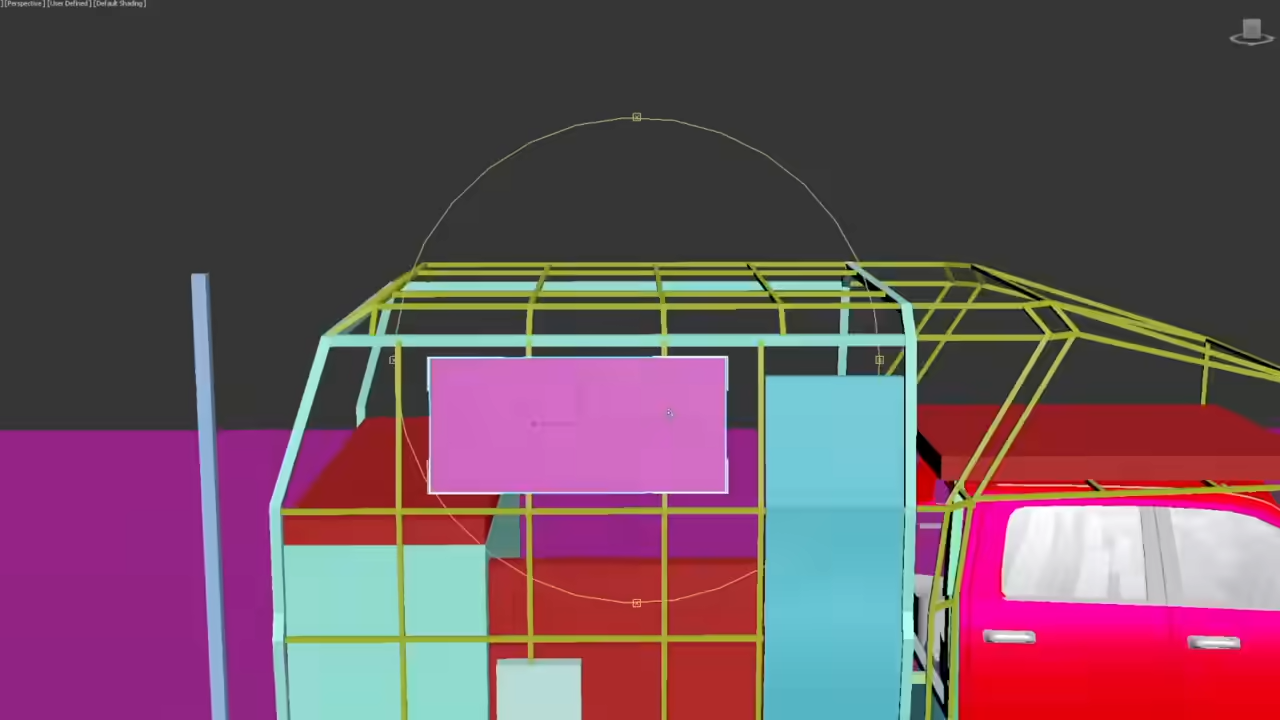 ] [Perspective ] [User Defined ] [Default Shading ]